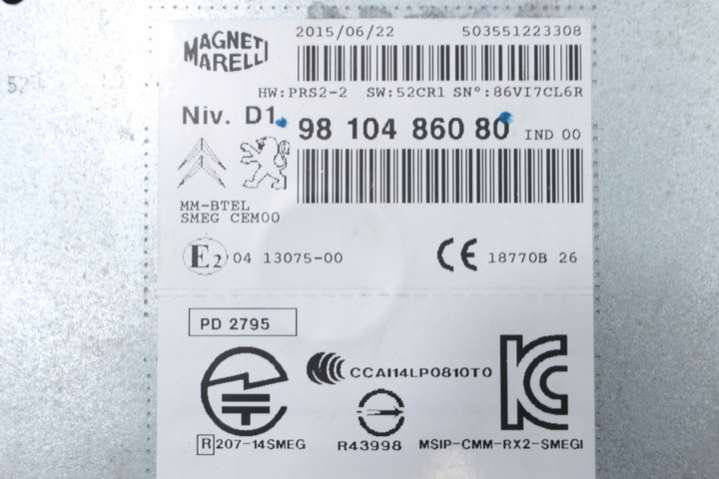 MAGNETI MARELLI
2015/06/22 503551223308
HW:PRS2-2 SW:52CR1 SN°:86VI7CL6R
Niv. D1 98 104 860 80 IND 00
MM-BTEL
SMEG CEM00
E2 04 13075-00 CE 18770B 26
PD 2795
CCAI14LP0810T0
R 207-14SMEG R43998 MSIP-CMM-RX2-SMEGI